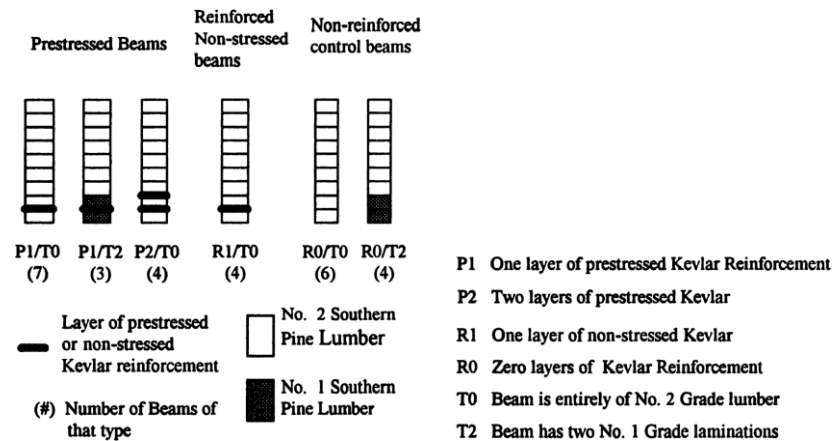 Prestressed Beams
Reinforced
Non-stressed
beams
Non-reinforced
control beams
P1/T0 P1/T2 P2/T0 R1/T0 R0/T0 R0/T2
(7) (3) (4) (4) (6) (4)
Layer of prestressed
or non-stressed
Kevlar reinforcement
(#) Number of Beams of
that type
No. 2 Southern
Pine Lumber
No. 1 Southern
Pine Lumber
P1 One layer of prestressed Kevlar Reinforcement
P2 Two layers of prestressed Kevlar
R1 One layer of non-stressed Kevlar
R0 Zero layers of Kevlar Reinforcement
T0 Beam is entirely of No. 2 Grade lumber
T2 Beam has two No. 1 Grade laminations